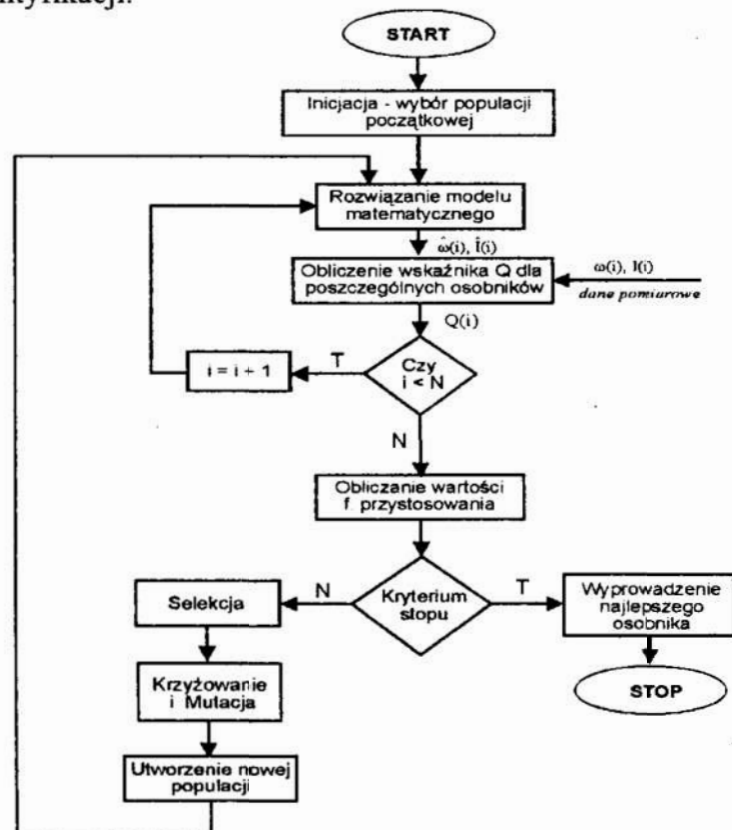 START
Inicjacja - wybór populacji
początkowej
Rozwiązanie modelu
matematycznego
ω̂(i), Î(i)
Obliczenie wskaźnika Q dla
poszczególnych osobników
ω(i), I(i)
dane pomiarowe
Q(i)
Czy
i < N
T
i = i + 1
N
Obliczanie wartości
f. przystosowania
Kryterium
stopu
N
T
Selekcja
Wyprowadzenie
najlepszego
osobnika
Krzyżowanie
i Mutacja
STOP
Utworzenie nowej
populacji